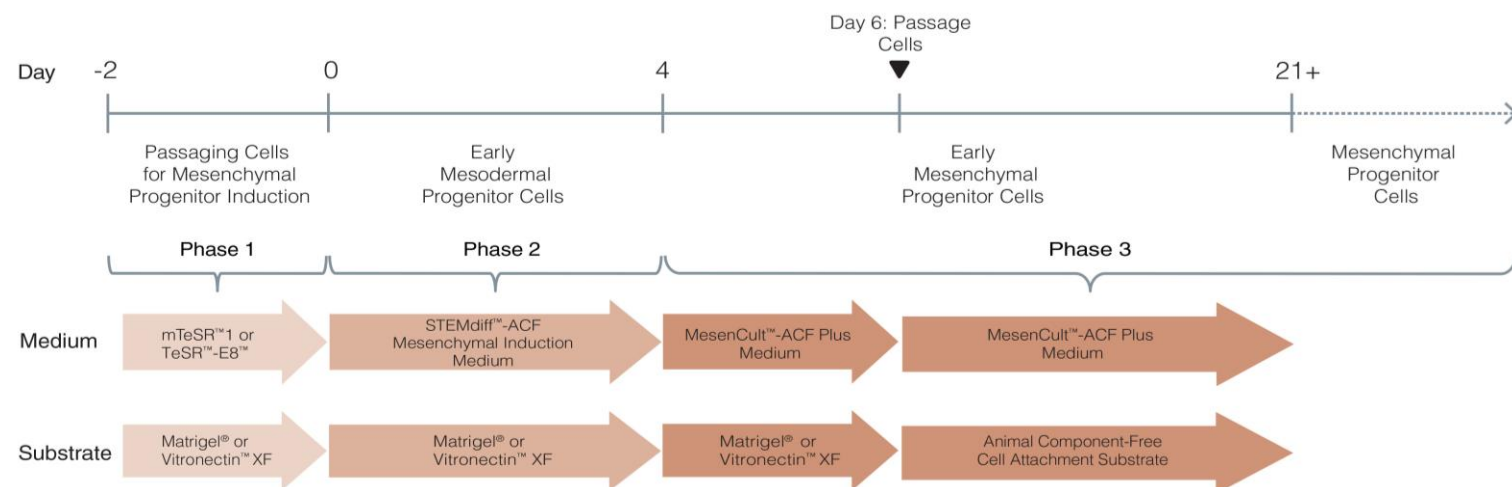 Day 6: Passage
Cells
Day -2 0 4 21+
Passaging Cells
for Mesenchymal
Progenitor Induction
Early
Mesodermal
Progenitor Cells
Early
Mesenchymal
Progenitor Cells
Mesenchymal
Progenitor
Cells
Phase 1 Phase 2 Phase 3
Medium
mTeSR™1 or
TeSR™-E8™
STEMdiff™-ACF
Mesenchymal Induction
Medium
MesenCult™-ACF Plus
Medium
MesenCult™-ACF Plus
Medium
Substrate
Matrigel® or
Vitronectin™ XF
Matrigel® or
Vitronectin™ XF
Matrigel® or
Vitronectin™ XF
Animal Component-Free
Cell Attachment Substrate